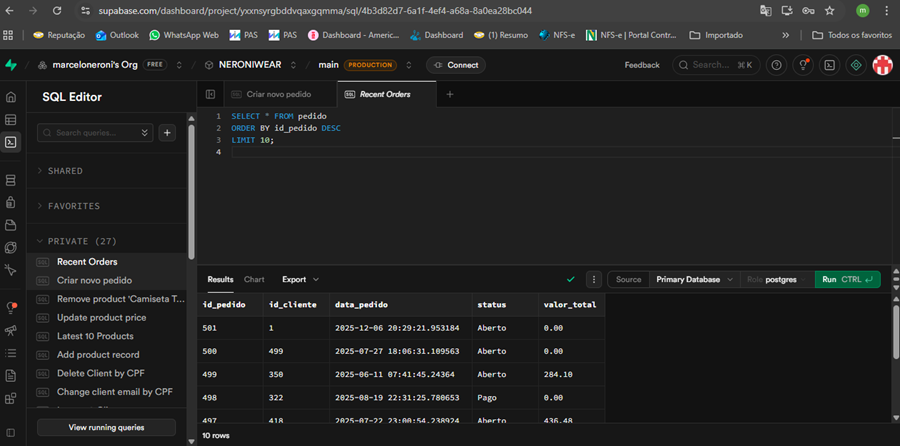 supabase.com/dashboard/project/yxxnsyrgbddvqaxgqmma/sql/4b3d82d7-6a1f-4ef4-a68a-8a0ea28bc044
m
Reputação
Outlook
WhatsApp Web
PAS
PAS
Dashboard - Americ...
Dashboard
(1) Resumo
NFS-e
NFS-e | Portal Contr...
Importado
»
Todos os favoritos
marceloneroni's Org
FREE
NERONIWEAR
main
PRODUCTION
Connect
Feedback
Search...
⌘K
SQL Editor
Criar novo pedido
Recent Orders
Search queries...
SHARED
FAVORITES
PRIVATE (27)
Recent Orders
Criar novo pedido
Remove product 'Camiseta T...
Update product price
Latest 10 Products
Add product record
Delete Client by CPF
Change client email by CPF
View running queries
1 SELECT * FROM pedido
2 ORDER BY id_pedido DESC
3 LIMIT 10;
4
Results
Chart
Export
Source
Primary Database
Role postgres
Run CTRL
id_pedido id_cliente data_pedido status valor_total
501 1 2025-12-06 20:29:21.953184 Aberto 0.00
500 499 2025-07-27 18:06:31.109563 Aberto 0.00
499 350 2025-06-11 07:41:45.24364 Aberto 284.10
498 322 2025-08-19 22:31:25.780653 Pago 0.00
497 418 2025-07-22 23:00:54.238924 Aberto 436.48
10 rows